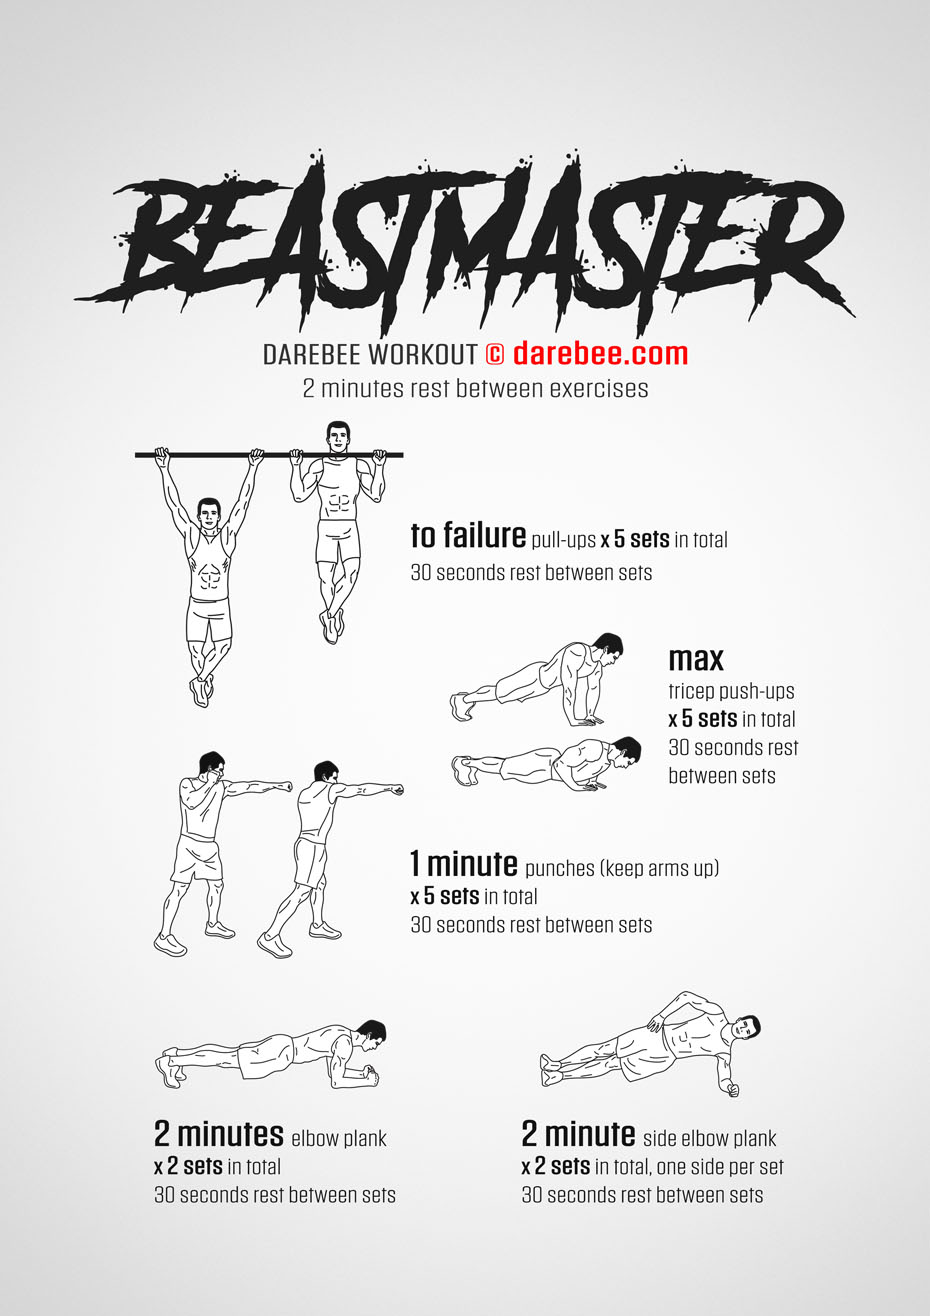 BEASTMASTER
DAREBEE WORKOUT © darebee.com
2 minutes rest between exercises
to failure pull-ups x 5 sets in total
30 seconds rest between sets
max
tricep push-ups
x 5 sets in total
30 seconds rest
between sets
1 minute punches (keep arms up)
x 5 sets in total
30 seconds rest between sets
2 minutes elbow plank
x 2 sets in total
30 seconds rest between sets
2 minute side elbow plank
x 2 sets in total, one side per set
30 seconds rest between sets